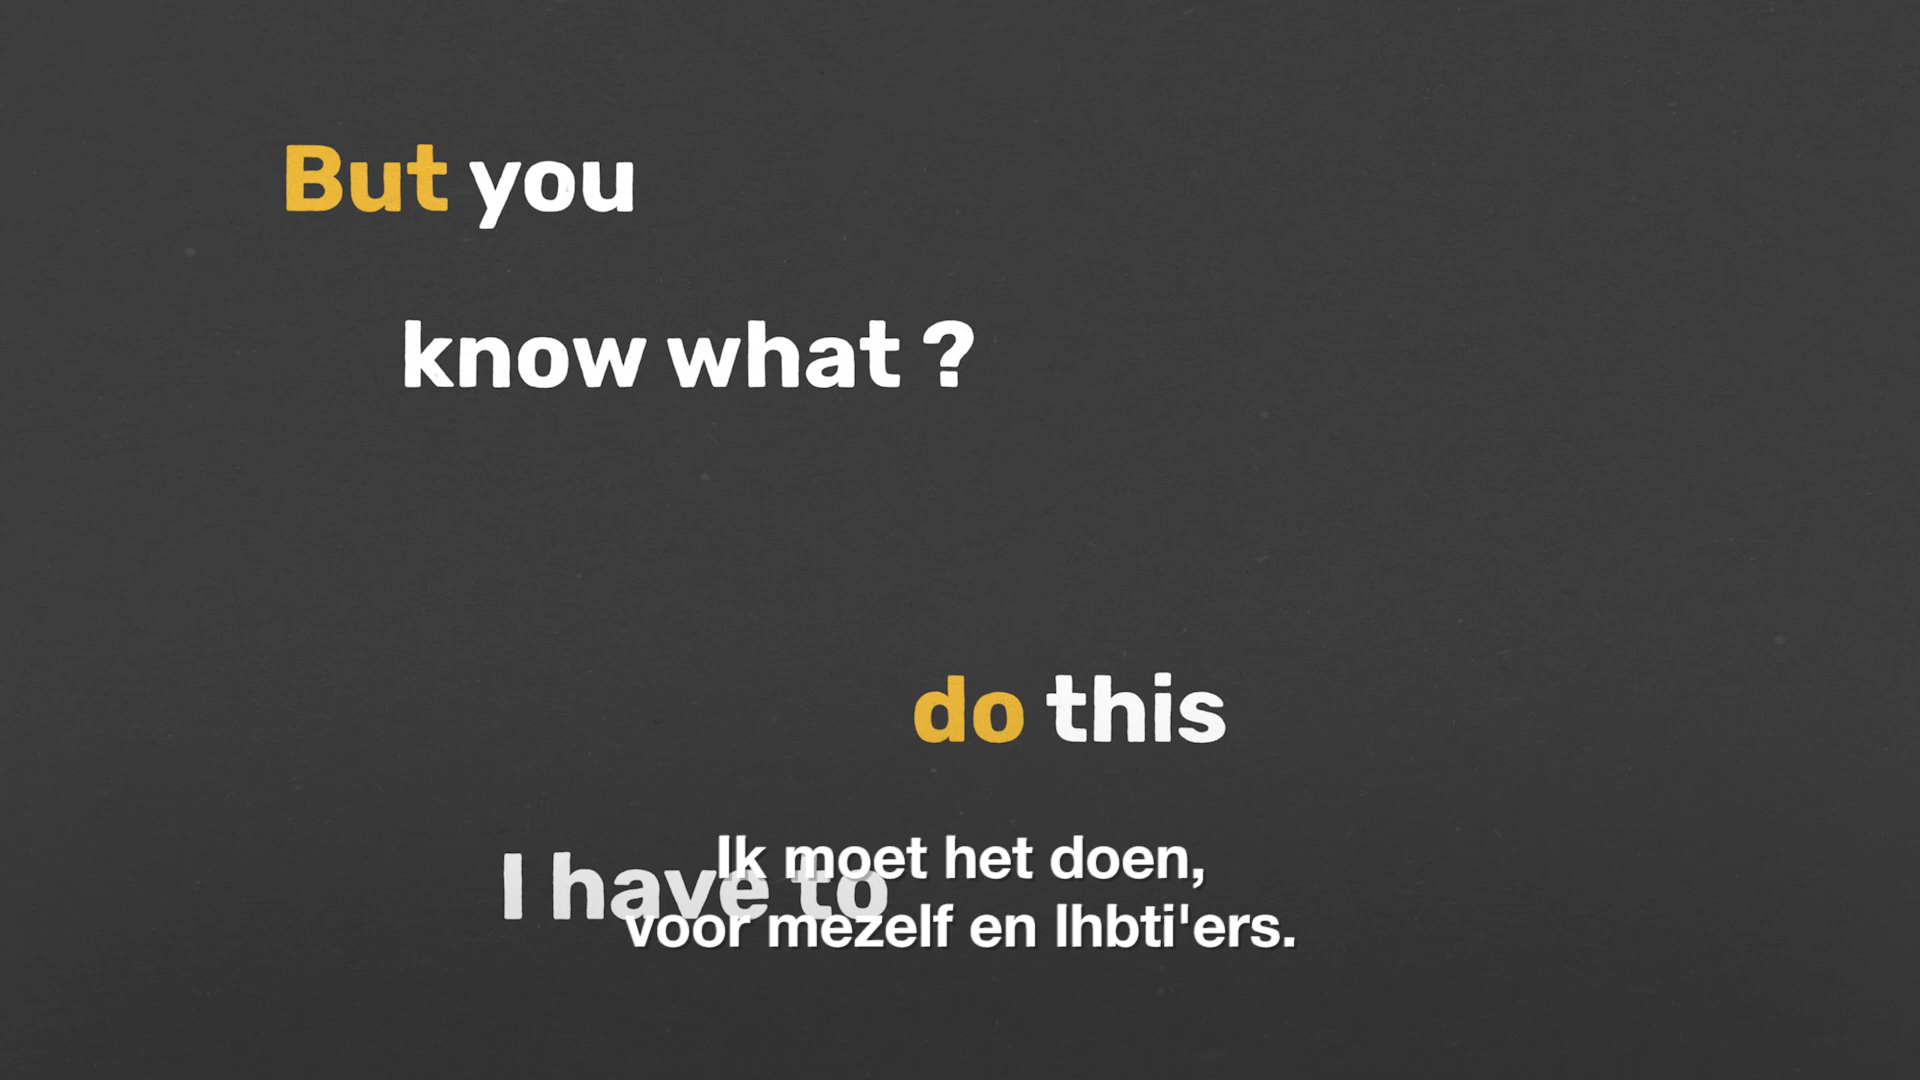 But you
know what ?
do this
I have to
Ik moet het doen,
voor mezelf en lhbti'ers.